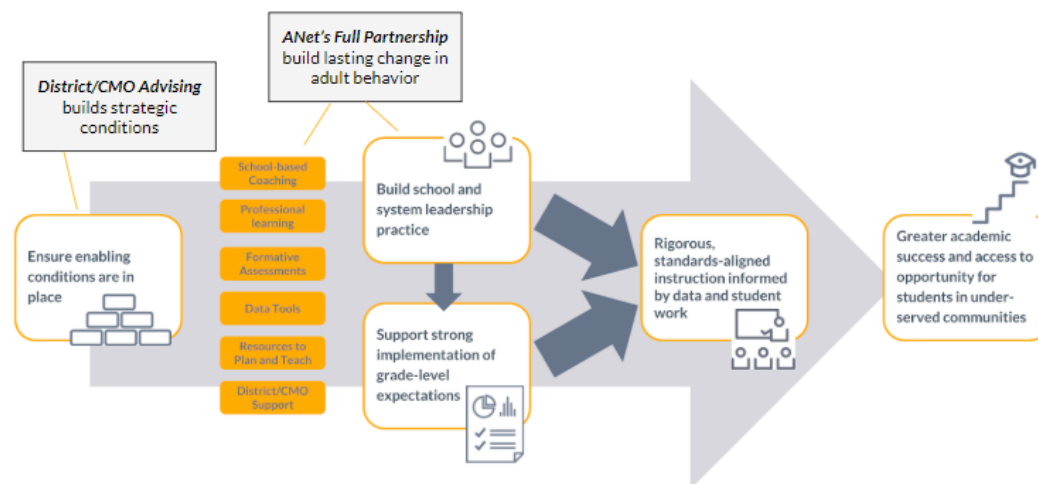 ANet's Full Partnership
build lasting change in
adult behavior
District/CMO Advising
builds strategic
conditions
School-based
Coaching
Professional
learning
Formative
Assessments
Data Tools
Resources to
Plan and Teach
District/CMO
Support
Ensure enabling
conditions are in
place
Build school and
system leadership
practice
Support strong
implementation of
grade-level
expectations
Rigorous,
standards-aligned
instruction informed
by data and student
work
Greater academic
success and access to
opportunity for
students in under-
served communities